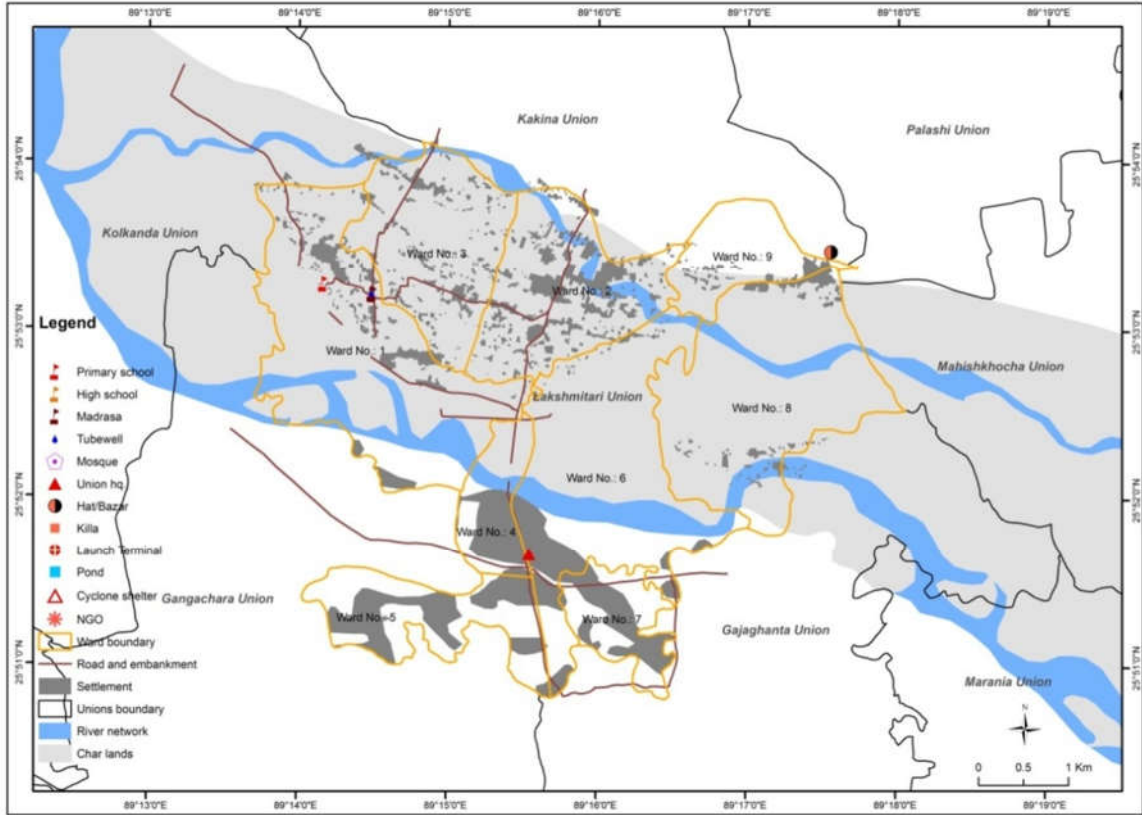 89°13'0"E 89°14'0"E 89°15'0"E 89°16'0"E 89°17'0"E 89°18'0"E 89°19'0"E
Kakina Union
Palashi Union
25°54'0"N
25°54'0"N
Kolkanda Union
Ward No.: 3
Ward No.: 9
Ward No.: 2
25°53'0"N
25°53'0"N
Ward No.: 1
Mahishkhocha Union
Lakshmitari Union
Ward No.: 8
Ward No.: 6
25°52'0"N
25°52'0"N
Ward No.: 4
Gangachara Union
Ward No.: 5
Ward No.: 7
Gajaghanta Union
25°51'0"N
25°51'0"N
Marania Union
Legend
Primary school
High school
Madrasa
Tubewell
Mosque
Union hq.
Hat/Bazar
Killa
Launch Terminal
Pond
Cyclone shelter
NGO
Ward boundary
Road and embankment
Settlement
Unions boundary
River network
Char lands
N
0 0.5 1 Km
89°13'0"E 89°14'0"E 89°15'0"E 89°16'0"E 89°17'0"E 89°18'0"E 89°19'0"E